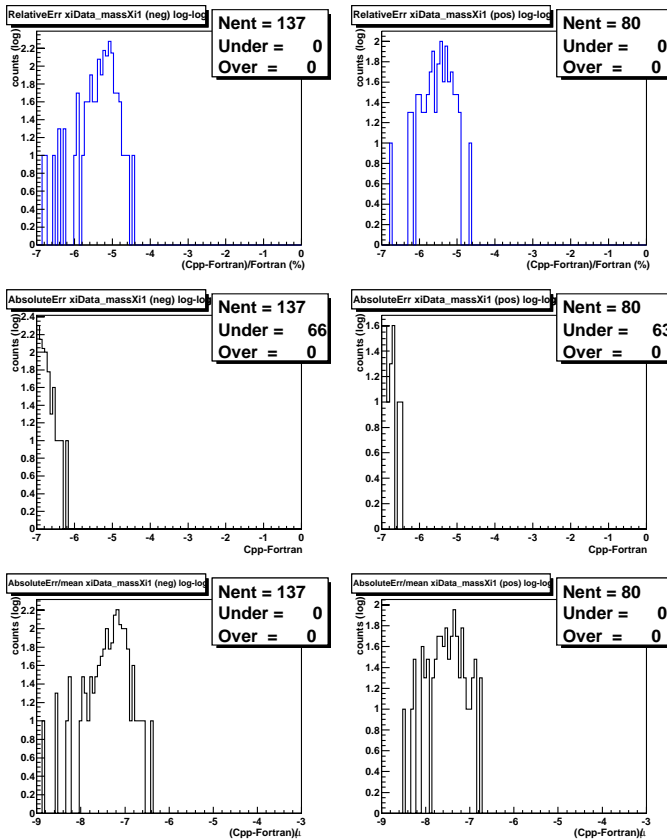 RelativeErr xiData_massXi1 (neg) log-log
Nent = 137
Under = 0
Over = 0
counts (log)
2.2
2
1.8
1.6
1.4
1.2
1
0.8
0.6
0.4
0.2
0
-7 -6 -5 -4 -3 -2 -1 0
(Cpp-Fortran)/Fortran (%)
RelativeErr xiData_massXi1 (pos) log-log
Nent = 80
Under = 0
Over = 0
counts (log)
2
1.8
1.6
1.4
1.2
1
0.8
0.6
0.4
0.2
0
-7 -6 -5 -4 -3 -2 -1 0
(Cpp-Fortran)/Fortran (%)
AbsoluteErr xiData_massXi1 (neg) log-log
Nent = 137
Under = 66
Over = 0
counts (log)
2.4
2.2
2
1.8
1.6
1.4
1.2
1
0.8
0.6
0.4
0.2
0
-7 -6 -5 -4 -3 -2 -1 0
Cpp-Fortran
AbsoluteErr xiData_massXi1 (pos) log-log
Nent = 80
Under = 63
Over = 0
counts (log)
1.6
1.4
1.2
1
0.8
0.6
0.4
0.2
0
-7 -6 -5 -4 -3 -2 -1 0
Cpp-Fortran
AbsoluteErr/mean xiData_massXi1 (neg) log-log
Nent = 137
Under = 0
Over = 0
counts (log)
2.2
2
1.8
1.6
1.4
1.2
1
0.8
0.6
0.4
0.2
0
-9 -8 -7 -6 -5 -4 -3
(Cpp-Fortran)/μ
AbsoluteErr/mean xiData_massXi1 (pos) log-log
Nent = 80
Under = 0
Over = 0
counts (log)
2
1.8
1.6
1.4
1.2
1
0.8
0.6
0.4
0.2
0
-9 -8 -7 -6 -5 -4 -3
(Cpp-Fortran)/μ